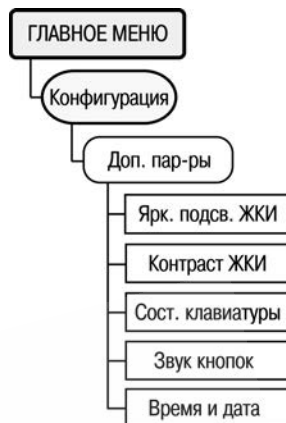 ГЛАВНОЕ МЕНЮ
Конфигурация
Доп. пар-ры
Ярк. подсв. ЖКИ
Контраст ЖКИ
Сост. клавиатуры
Звук кнопок
Время и дата